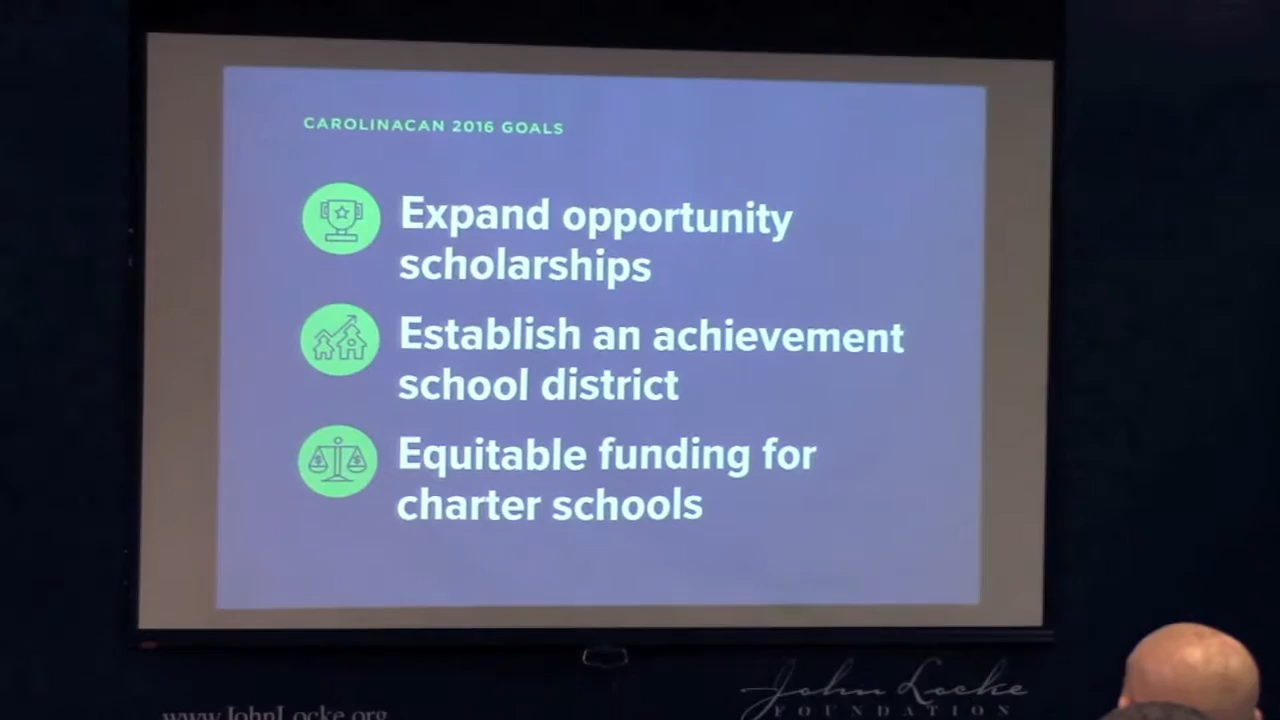 CAROLINACAN 2016 GOALS
Expand opportunity
scholarships
Establish an achievement
school district
Equitable funding for
charter schools
www.JohnLocke.org
John Locke
FOUNDATION